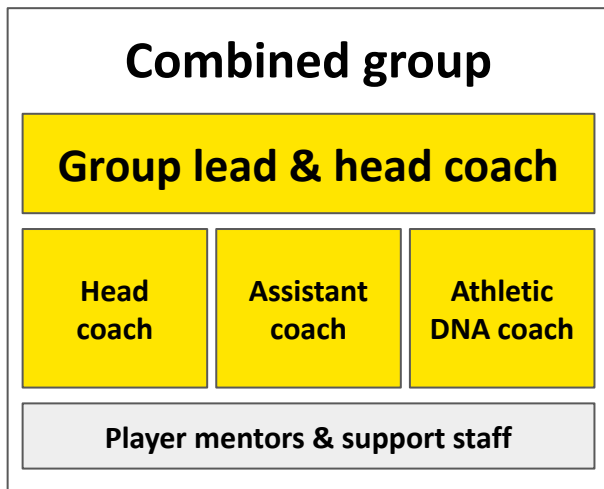 Combined group
Group lead & head coach
Head
coach
Assistant
coach
Athletic
DNA coach
Player mentors & support staff